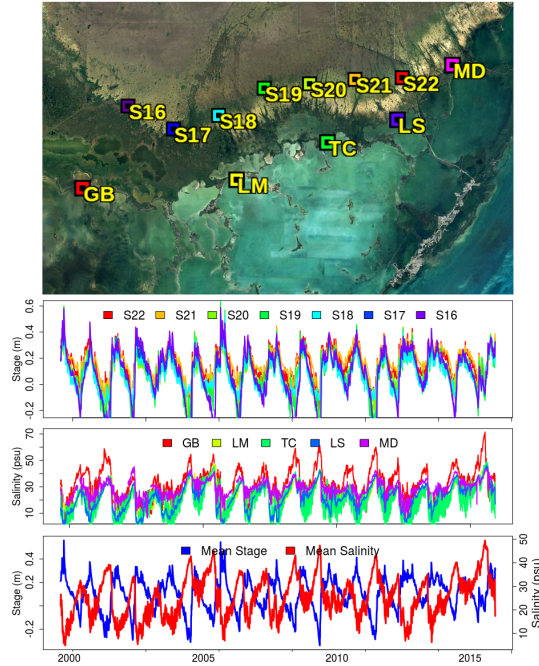 MD
S22
S21
S20
S19
S16
S18
LS
S17
TC
LM
GB
S22 S21 S20 S19 S18 S17 S16
Stage (m)
0.6
0.4
0.2
0.0
-0.2
GB LM TC LS MD
Salinity (psu)
70
50
30
10
Mean Stage Mean Salinity
Stage (m)
0.4
0.2
-0.2
Salinity (psu)
50
40
30
20
10
2000 2005 2010 2015